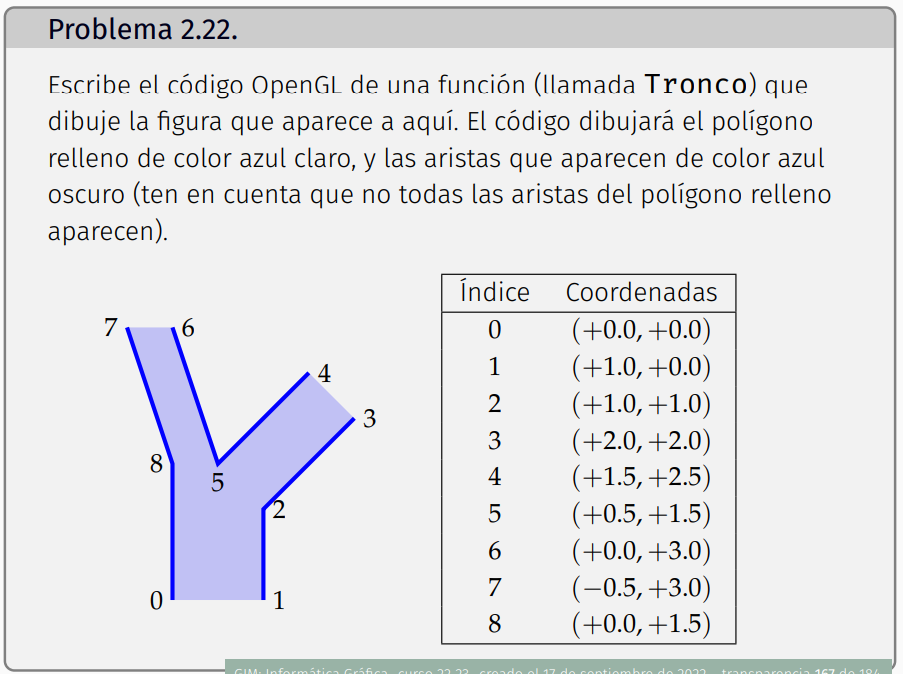 Problema 2.22.
Escribe el código OpenGL de una función (llamada Tronco) que
dibuje la figura que aparece a aquí. El código dibujará el polígono
relleno de color azul claro, y las aristas que aparecen de color azul
oscuro (ten en cuenta que no todas las aristas del polígono relleno
aparecen).
7
6
4
3
8
5
2
0
1
Índice Coordenadas
0 (+0.0, +0.0)
1 (+1.0, +0.0)
2 (+1.0, +1.0)
3 (+2.0, +2.0)
4 (+1.5, +2.5)
5 (+0.5, +1.5)
6 (+0.0, +3.0)
7 (−0.5, +3.0)
8 (+0.0, +1.5)
GIM: Informática Gráfica- curso 22-23- creado el 17 de septiembre de 2022 – transparencia 167 de 184